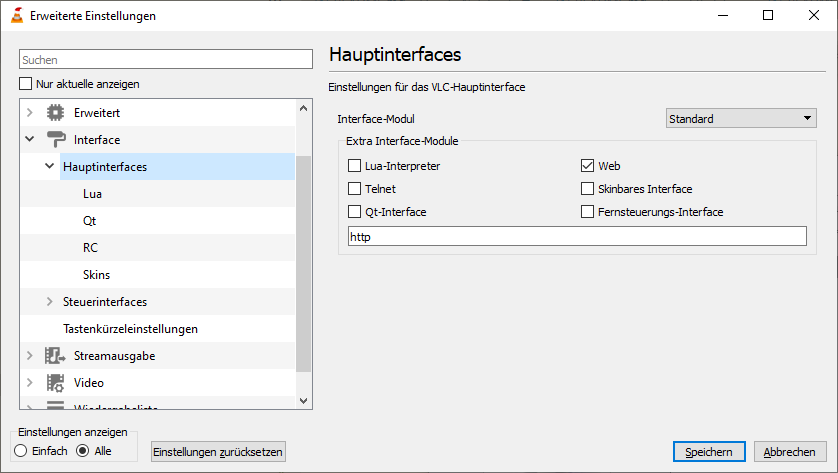 Erweiterte Einstellungen
Suchen
Nur aktuelle anzeigen
Erweitert
Interface
Hauptinterfaces
Lua
Qt
RC
Skins
Steuerinterfaces
Tastenkürzeleinstellungen
Streamausgabe
Video
Wiedergabeliste
Einstellungen anzeigen
Einfach
Alle
Einstellungen zurücksetzen
Hauptinterfaces
Einstellungen für das VLC-Hauptinterface
Interface-Modul
Standard
Extra Interface-Module
Lua-Interpreter
Web
Telnet
Skinbares Interface
Qt-Interface
Fernsteuerungs-Interface
http
Speichern
Abbrechen